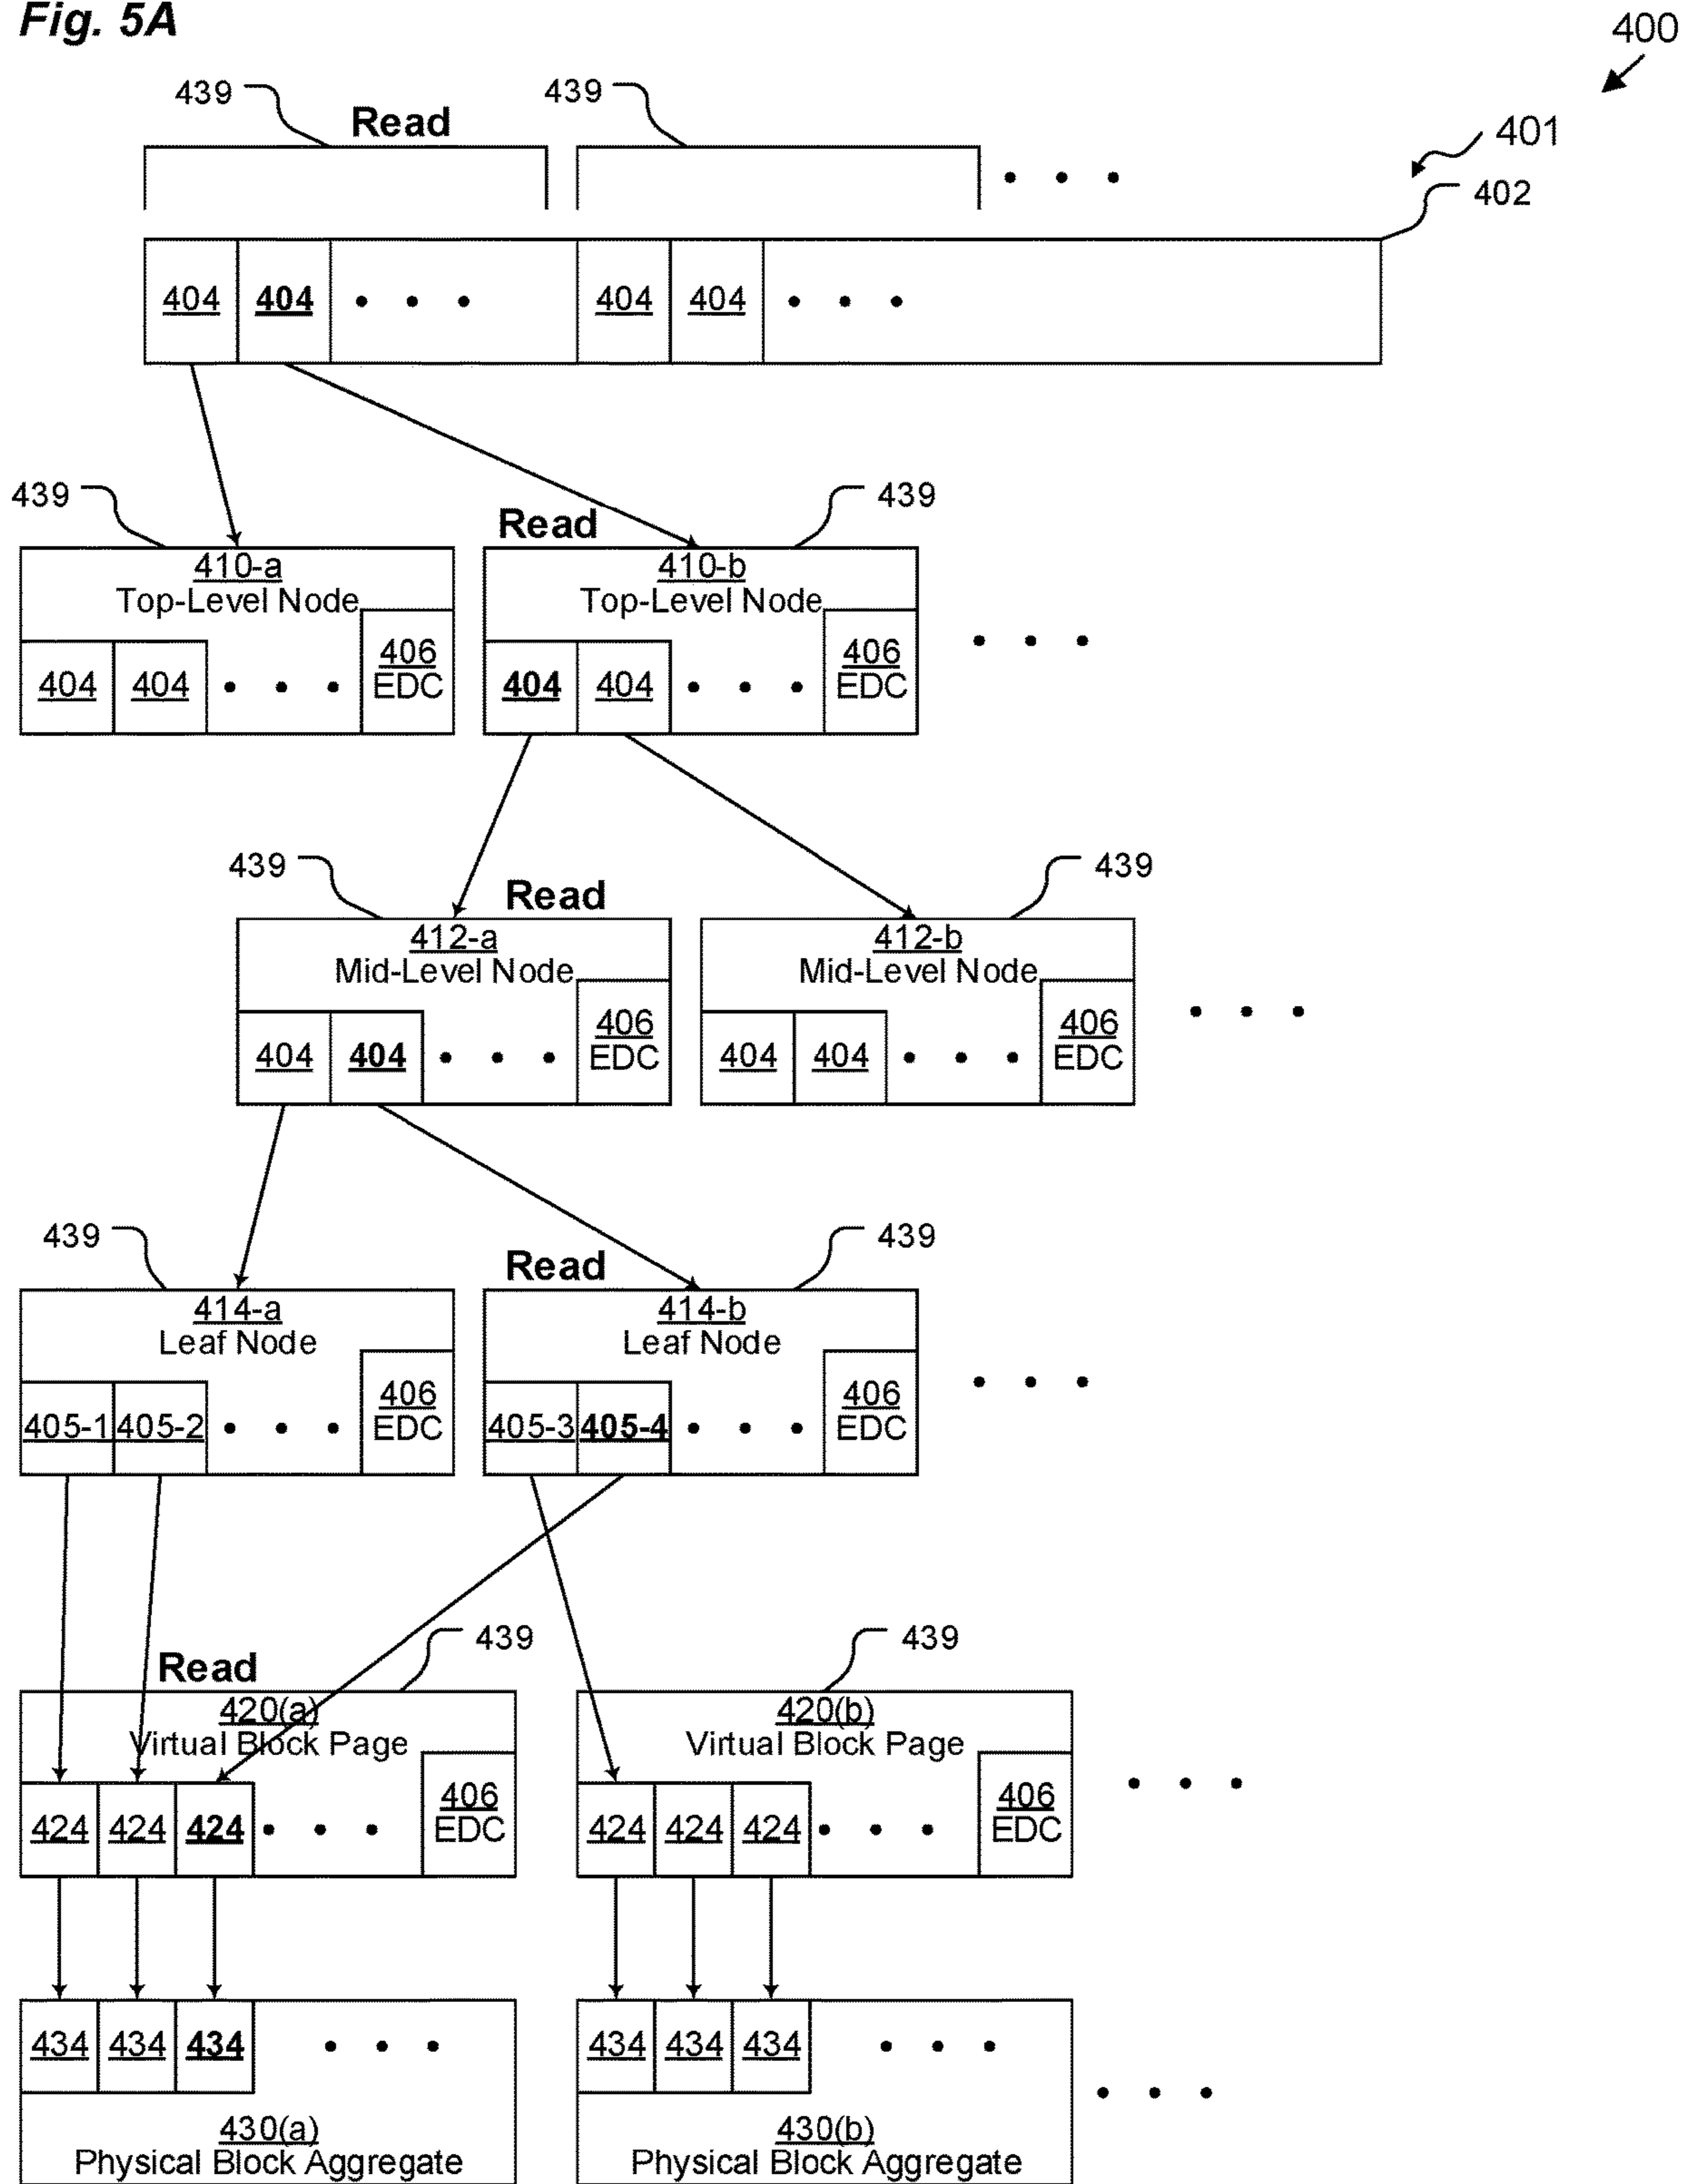 Fig. 5A
400
439 Read 439
401
402
404 404 • • • 404 404 • • •
439 Read 439
410-a 410-b
Top-Level Node Top-Level Node
406 406
404 404 • • • EDC 404 404 • • • EDC
439 Read 439
412-a 412-b
Mid-Level Node Mid-Level Node
406 406
404 404 • • • EDC 404 404 • • • EDC
439 Read 439
414-a 414-b
Leaf Node Leaf Node
406 406
405-1 405-2 • • • EDC 405-3 405-4 • • • EDC
Read 439 439
420(a) 420(b)
Virtual Block Page Virtual Block Page
406 406
424 424 424 • • • EDC 424 424 424 • • • EDC
434 434 434 • • • 434 434 434 • • •
430(a) 430(b)
Physical Block Aggregate Physical Block Aggregate